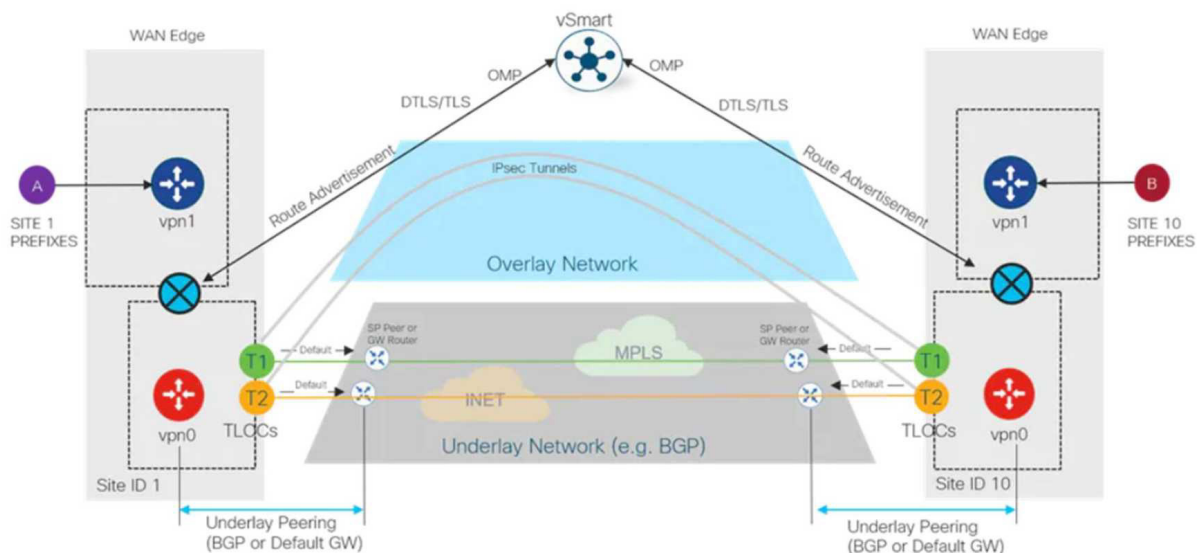 vSmart
WAN Edge
WAN Edge
OMP
OMP
DTLS/TLS
DTLS/TLS
Route Advertisement
Route Advertisement
IPsec Tunnels
A
B
vpn1
vpn1
SITE 1
PREFIXES
SITE 10
PREFIXES
Overlay Network
SP Peer or
GW Router
SP Peer or
GW Router
T1
Default
MPLS
Default
T1
T2
Default
INET
Default
T2
TLOCs
TLOCs
vpn0
vpn0
Underlay Network (e.g. BGP)
Site ID 1
Site ID 10
Underlay Peering
(BGP or Default GW)
Underlay Peering
(BGP or Default GW)